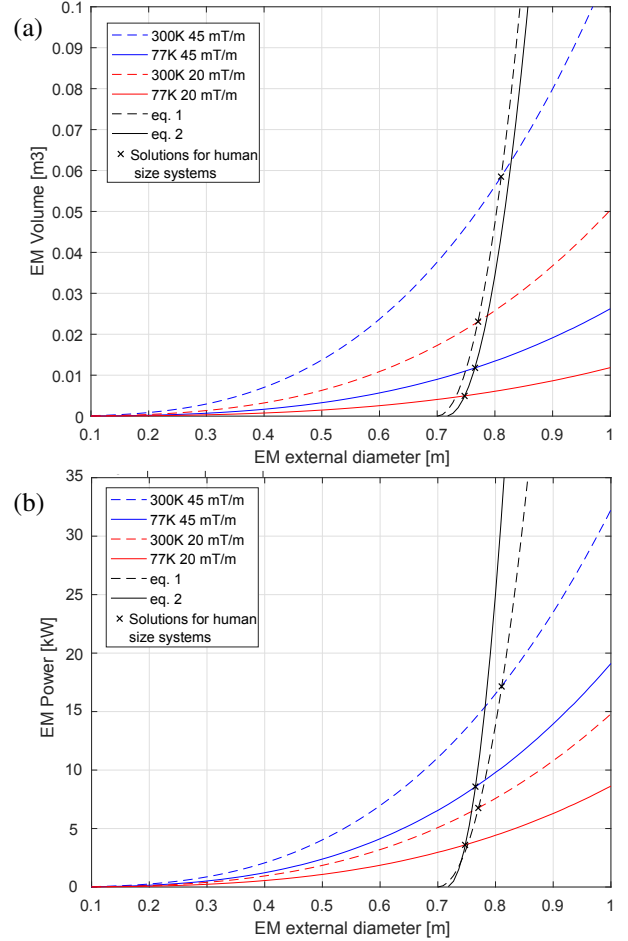 (a)
0.1
0.09
0.08
0.07
0.06
0.05
0.04
0.03
0.02
0.01
0
EM Volume [m3]
300K 45 mT/m
77K 45 mT/m
300K 20 mT/m
77K 20 mT/m
eq. 1
eq. 2
Solutions for human
size systems
0.1 0.2 0.3 0.4 0.5 0.6 0.7 0.8 0.9 1
EM external diameter [m]
(b)
35
30
25
20
15
10
5
0
EM Power [kW]
300K 45 mT/m
77K 45 mT/m
300K 20 mT/m
77K 20 mT/m
eq. 1
eq. 2
Solutions for human
size systems
0.1 0.2 0.3 0.4 0.5 0.6 0.7 0.8 0.9 1
EM external diameter [m]